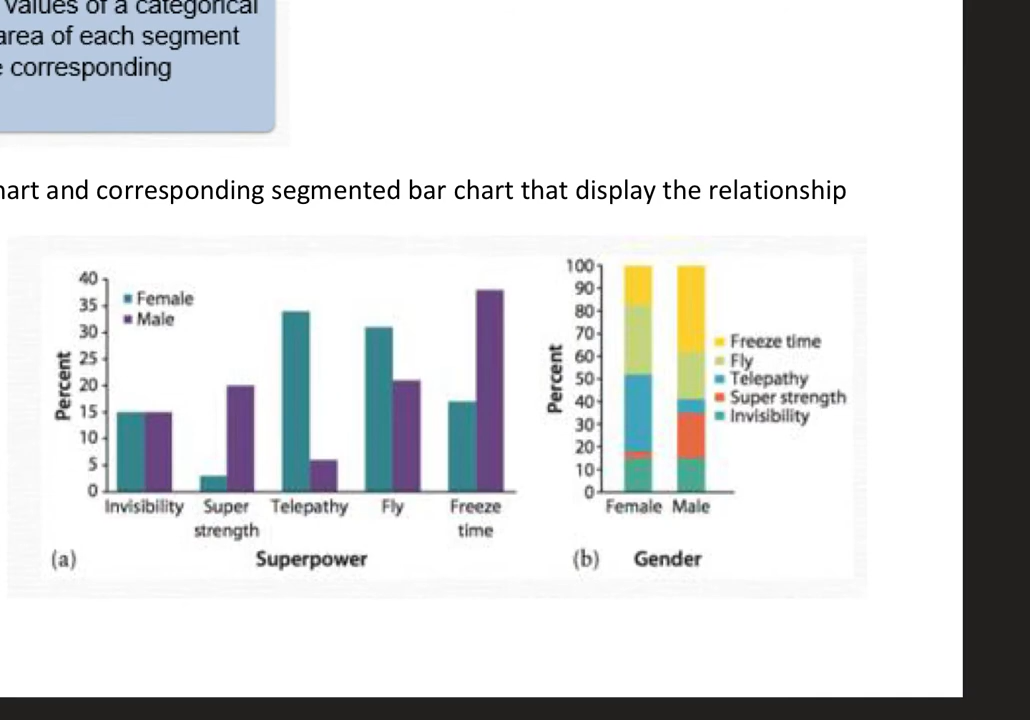 values of a categorical
area of each segment
corresponding
and corresponding segmented bar chart that display the relationship
40
35
30
25
20
15
10
5
0
Percent
Female
Male
Invisibility Super strength Telepathy Fly Freeze time
(a) Superpower
100
90
80
70
60
50
40
30
20
10
0
Percent
Freeze time
Fly
Telepathy
Super strength
Invisibility
Female Male
(b) Gender